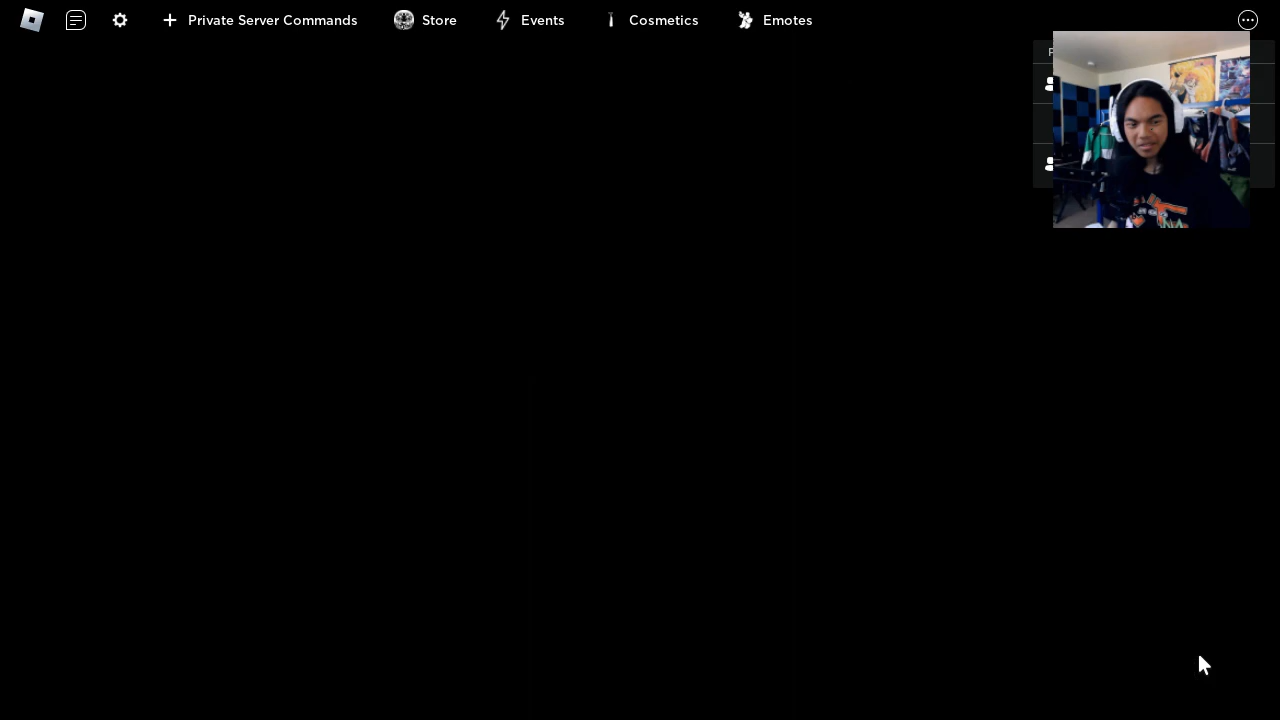 Private Server Commands
Store
Events
Cosmetics
Emotes